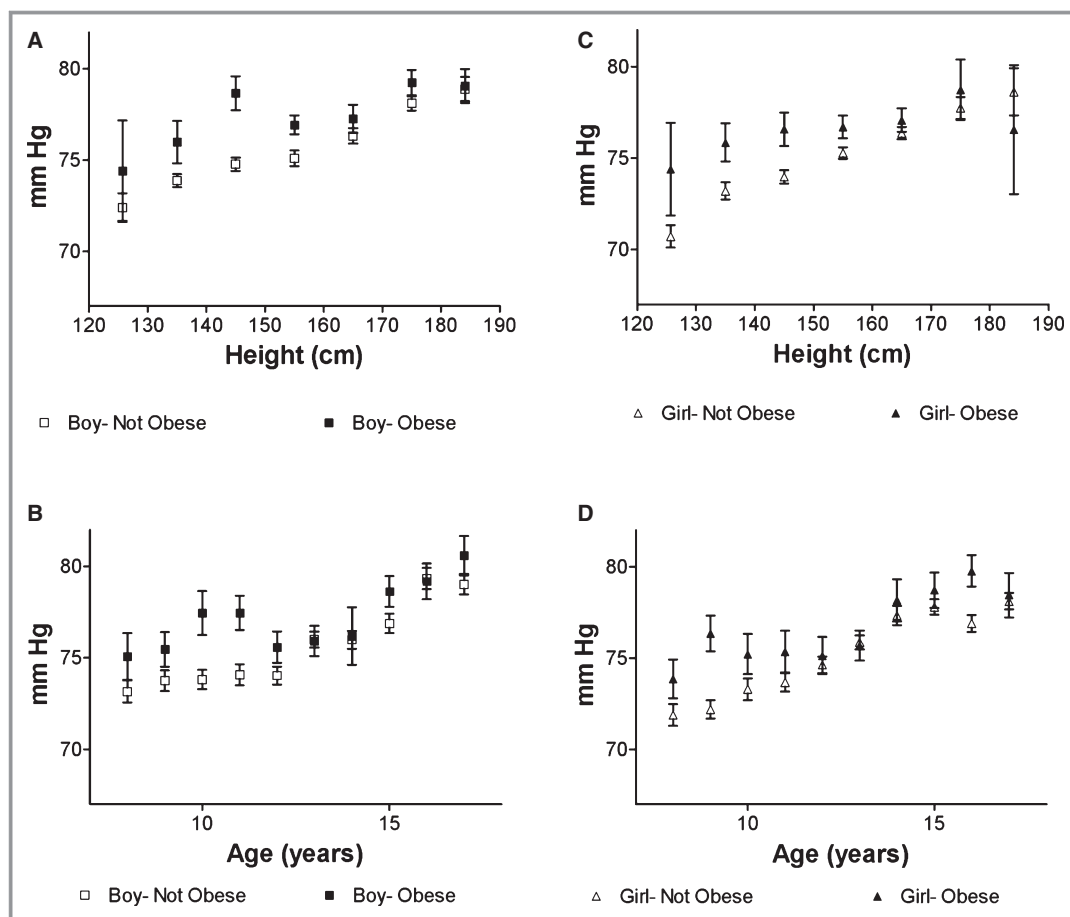 A
80
75
70
mm Hg
120 130 140 150 160 170 180 190
Height (cm)
Boy- Not Obese Boy- Obese
C
80
75
70
mm Hg
120 130 140 150 160 170 180 190
Height (cm)
Girl- Not Obese Girl- Obese
B
80
75
70
mm Hg
10 15
Age (years)
Boy- Not Obese Boy- Obese
D
80
75
70
mm Hg
10 15
Age (years)
Girl- Not Obese Girl- Obese